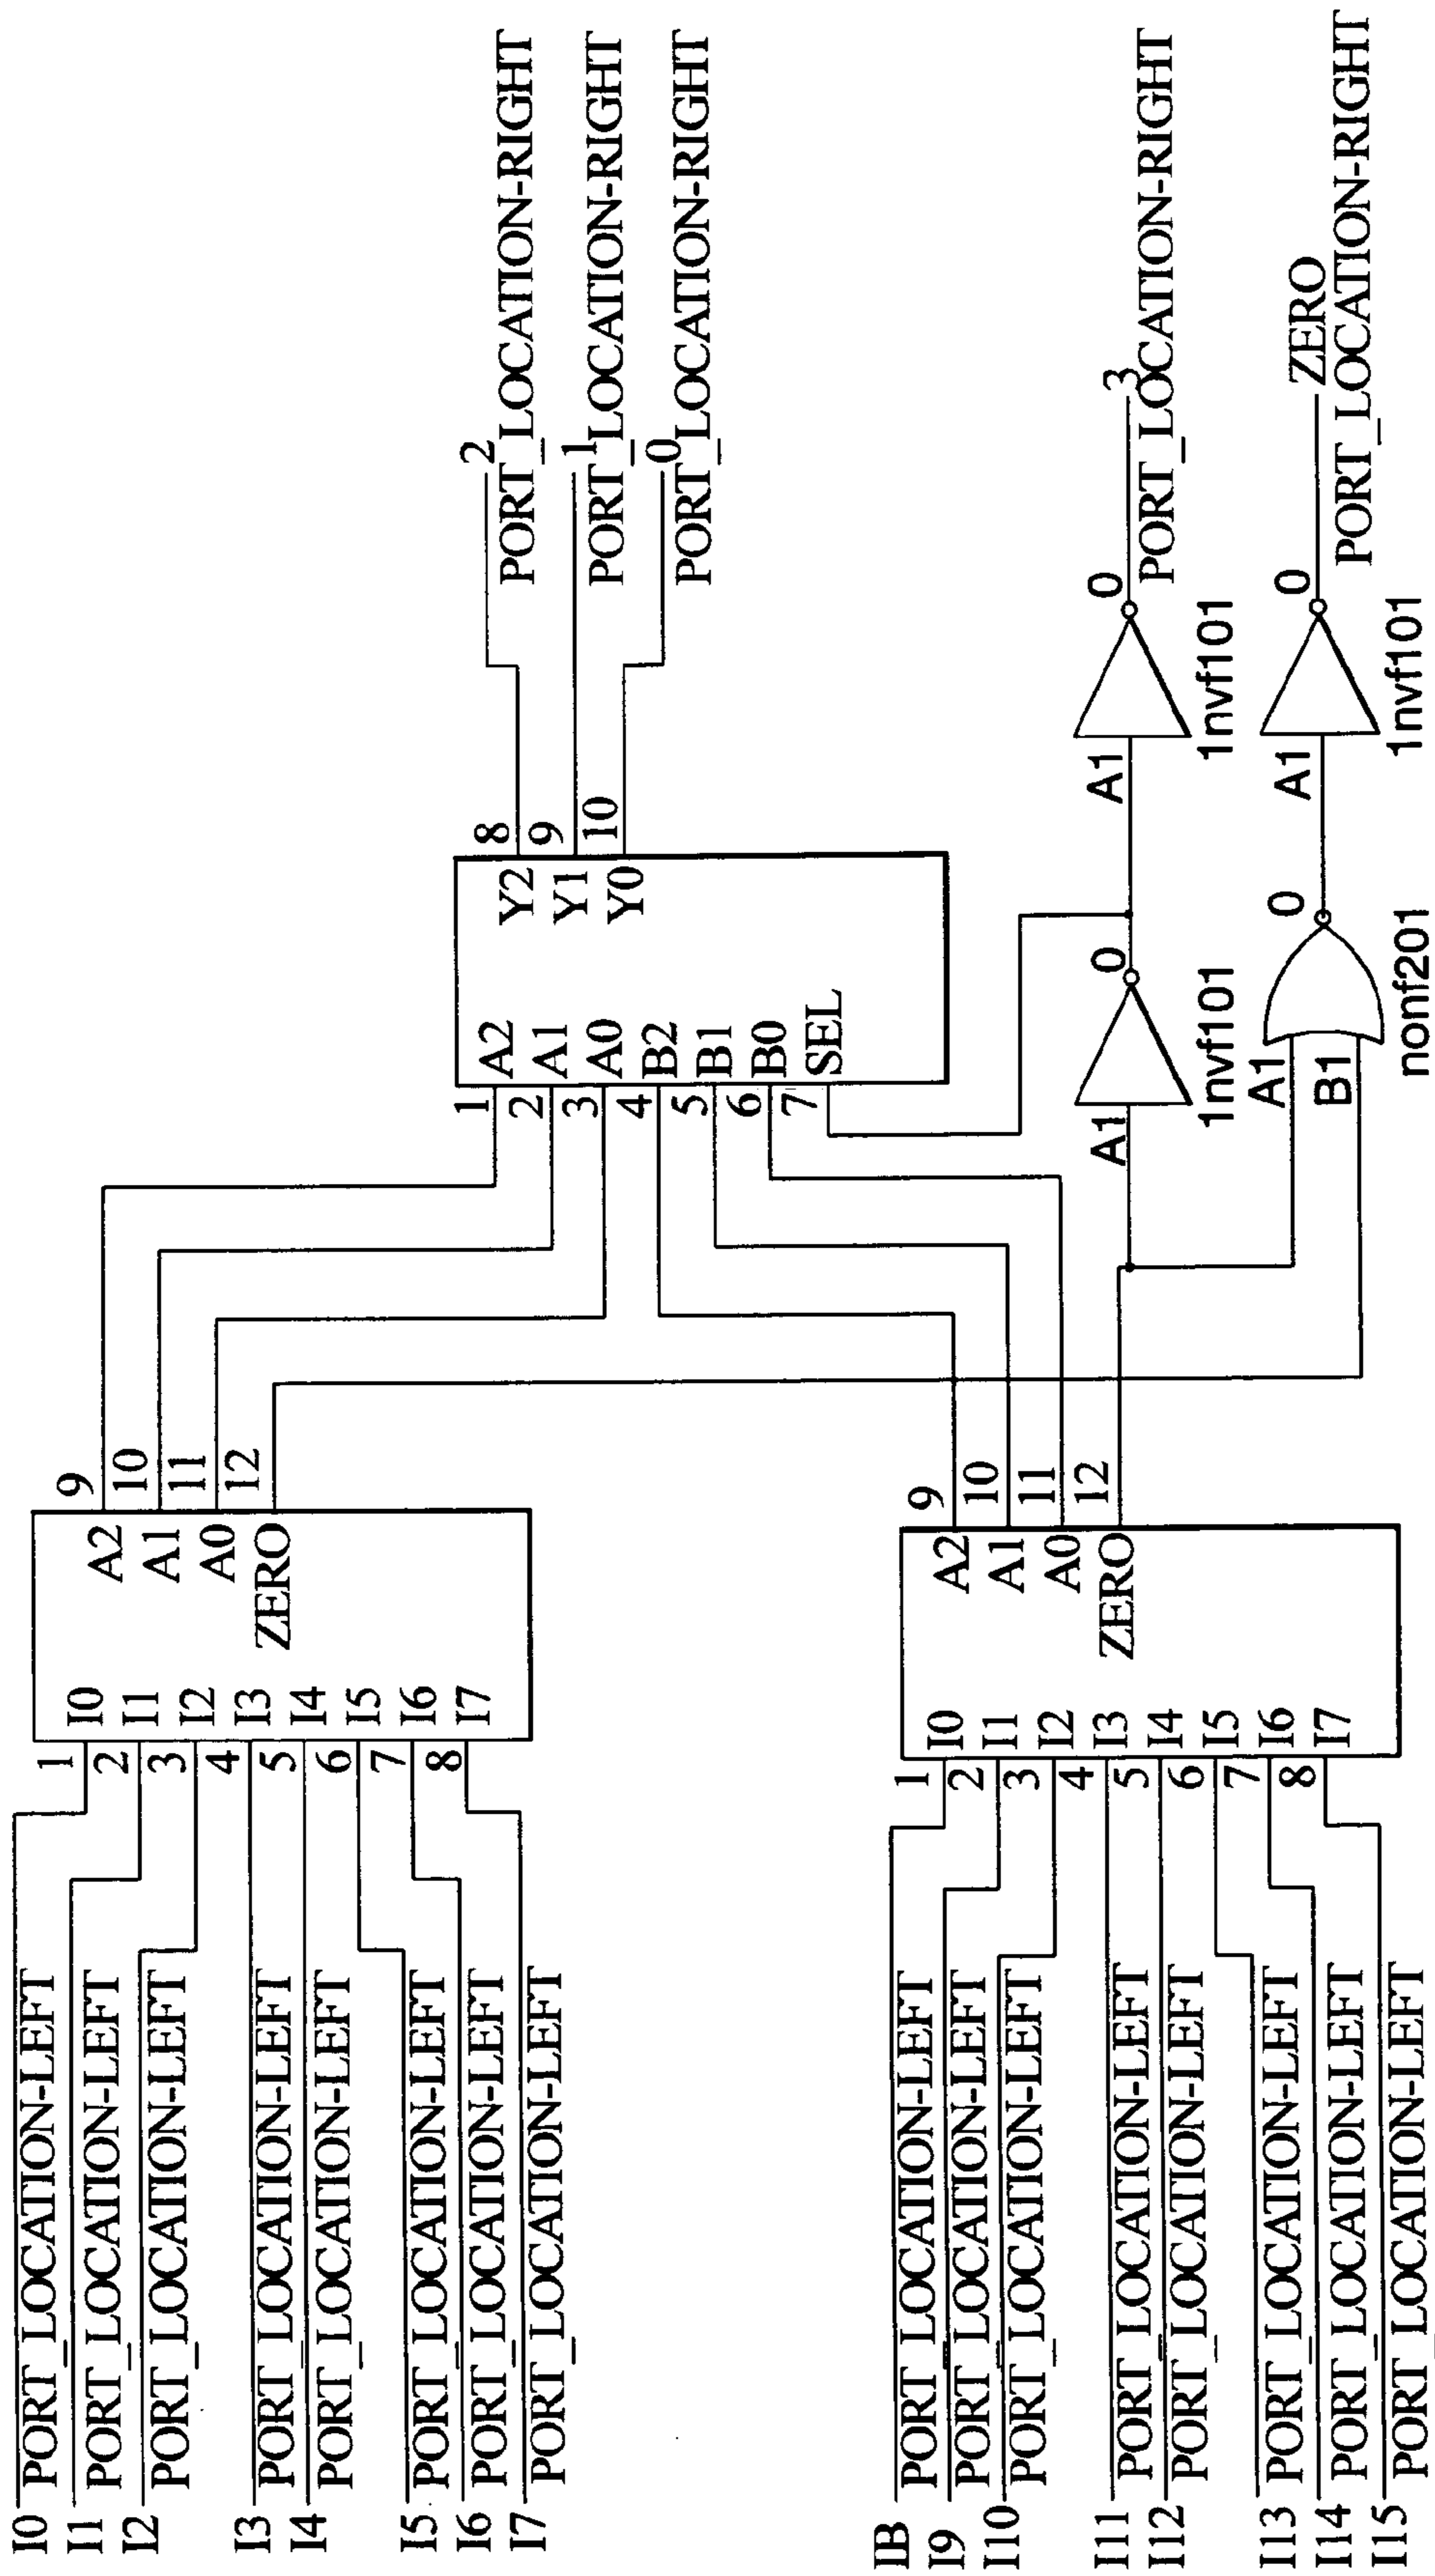 I0 PORT_LOCATION-LEFT
I1 PORT_LOCATION-LEFT
I2 PORT_LOCATION-LEFT
I3 PORT_LOCATION-LEFT
I4 PORT_LOCATION-LEFT
I5 PORT_LOCATION-LEFT
I6 PORT_LOCATION-LEFT
I7 PORT_LOCATION-LEFT
1 I0
2 I1
3 I2
4 I3
5 I4
6 I5
7 I6
8 I7
A2 9
A1 10
A0 11
ZERO 12
IB PORT_LOCATION-LEFT
I9 PORT_LOCATION-LEFT
I10 PORT_LOCATION-LEFT
I11 PORT_LOCATION-LEFT
I12 PORT_LOCATION-LEFT
I13 PORT_LOCATION-LEFT
I14 PORT_LOCATION-LEFT
I15 PORT_LOCATION-LEFT
1 I0
2 I1
3 I2
4 I3
5 I4
6 I5
7 I6
8 I7
A2 9
A1 10
A0 11
ZERO 12
1 A2
2 A1
3 A0
4 B2
5 B1
6 B0
7 SEL
Y2 8
Y1 9
Y0 10
2
PORT_LOCATION-RIGHT
1
PORT_LOCATION-RIGHT
0
PORT_LOCATION-RIGHT
A1 0
1nvf101
A1 0
1nvf101
3
PORT_LOCATION-RIGHT
A1
B1
0
nonf201
A1 0
1nvf101
ZERO
PORT_LOCATION-RIGHT